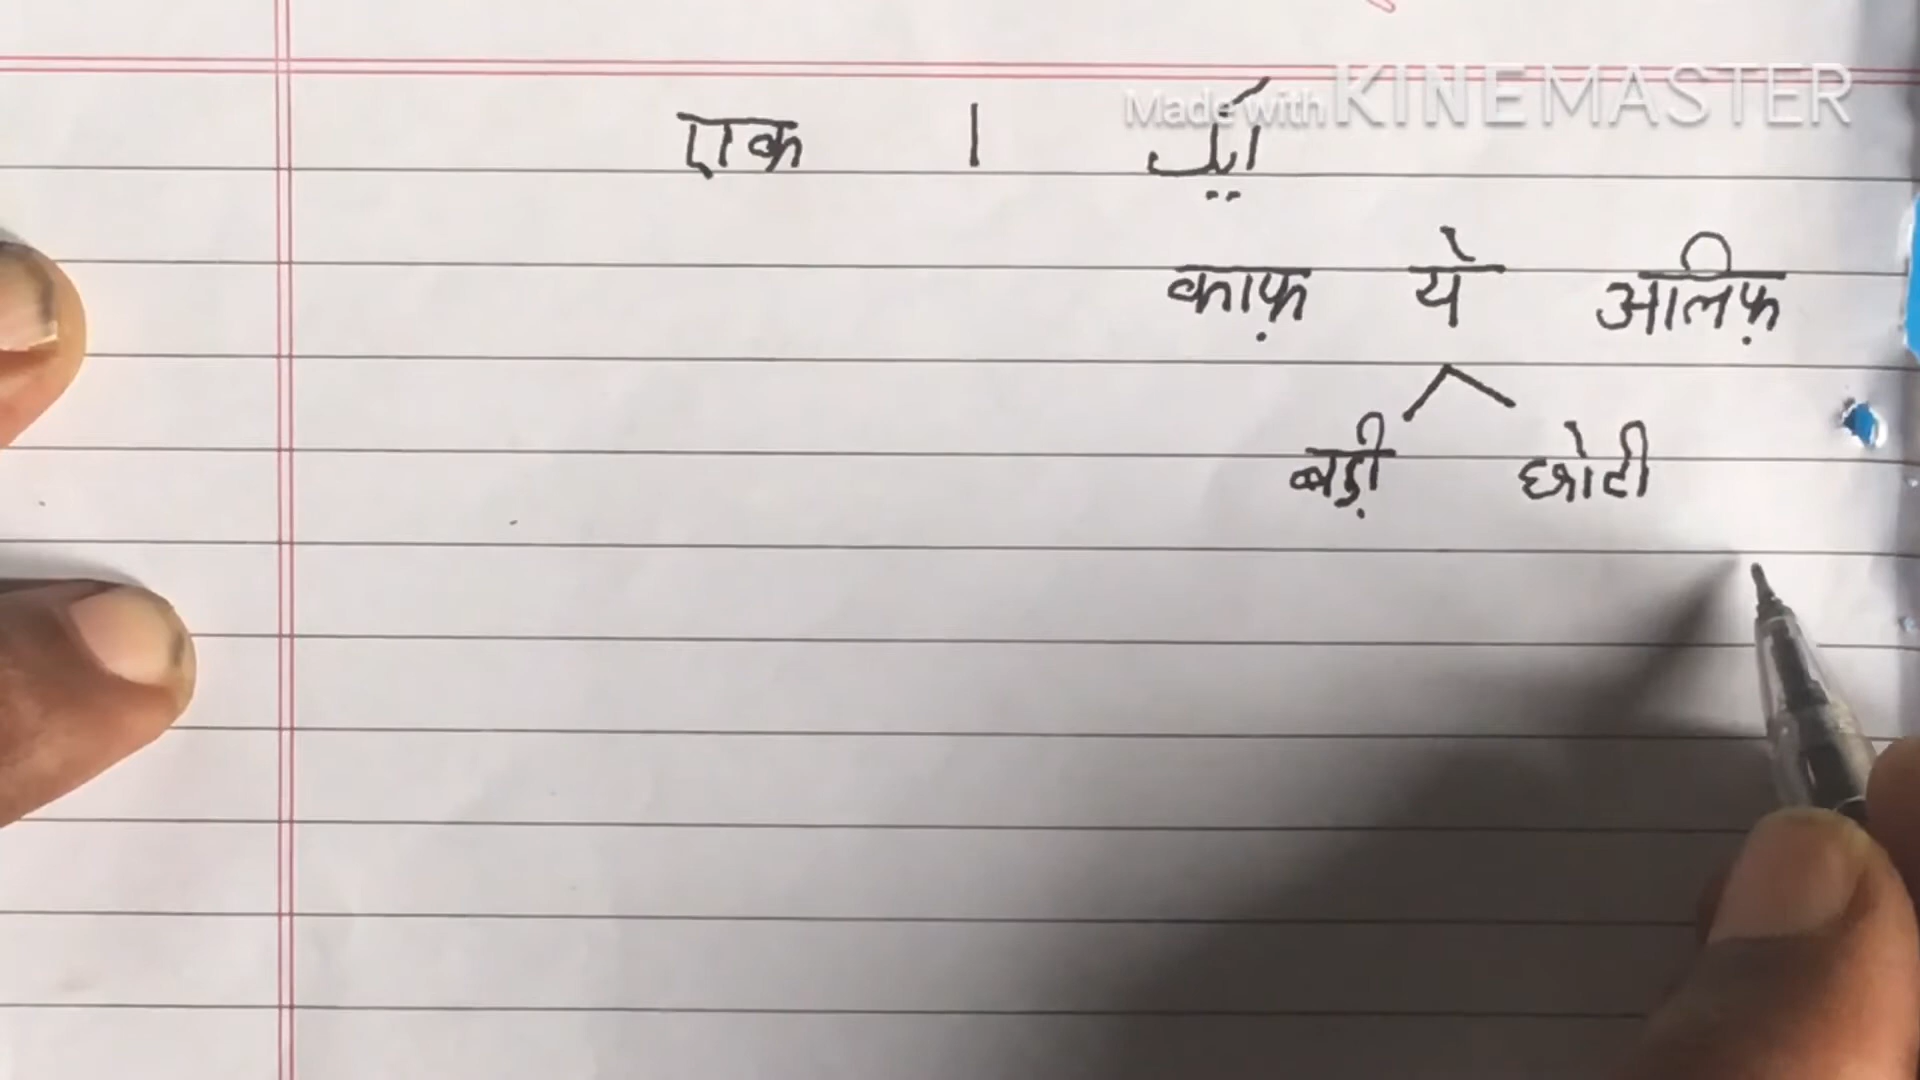 Made with KINEMASTER
एक । ایک
काफ़ ये अलिफ़
बड़ी छोटी